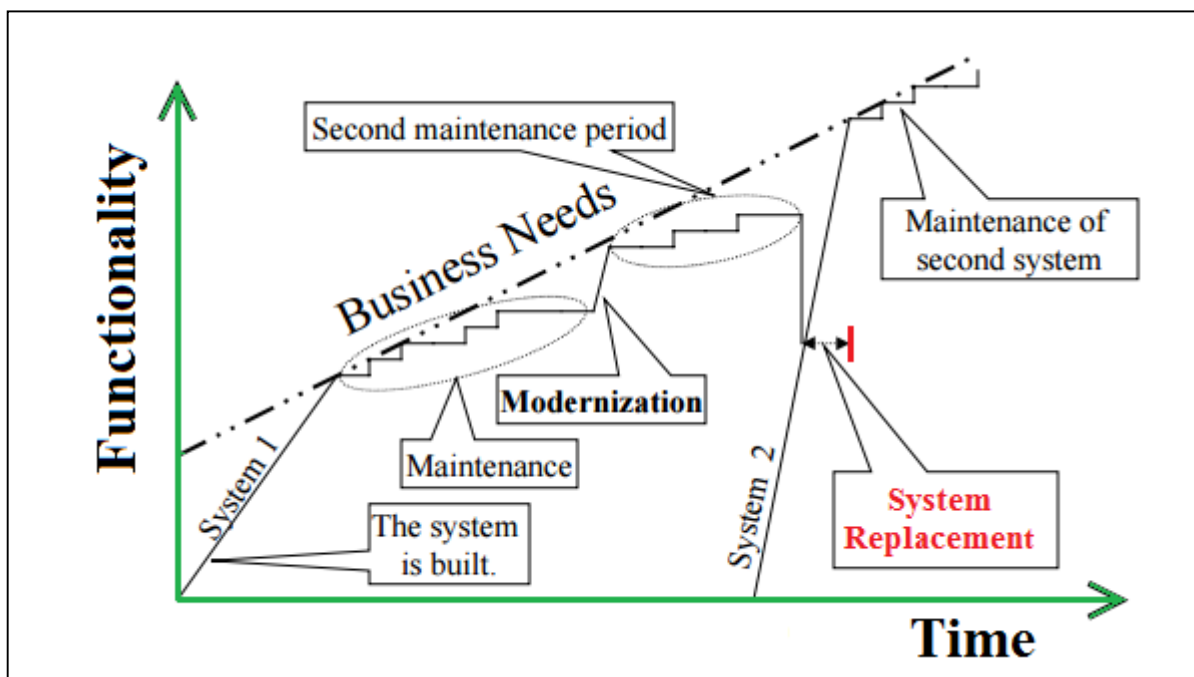 Functionality
Second maintenance period
Business Needs
Maintenance of
second system
Modernization
Maintenance
System 1
The system
is built.
System 2
System
Replacement
Time